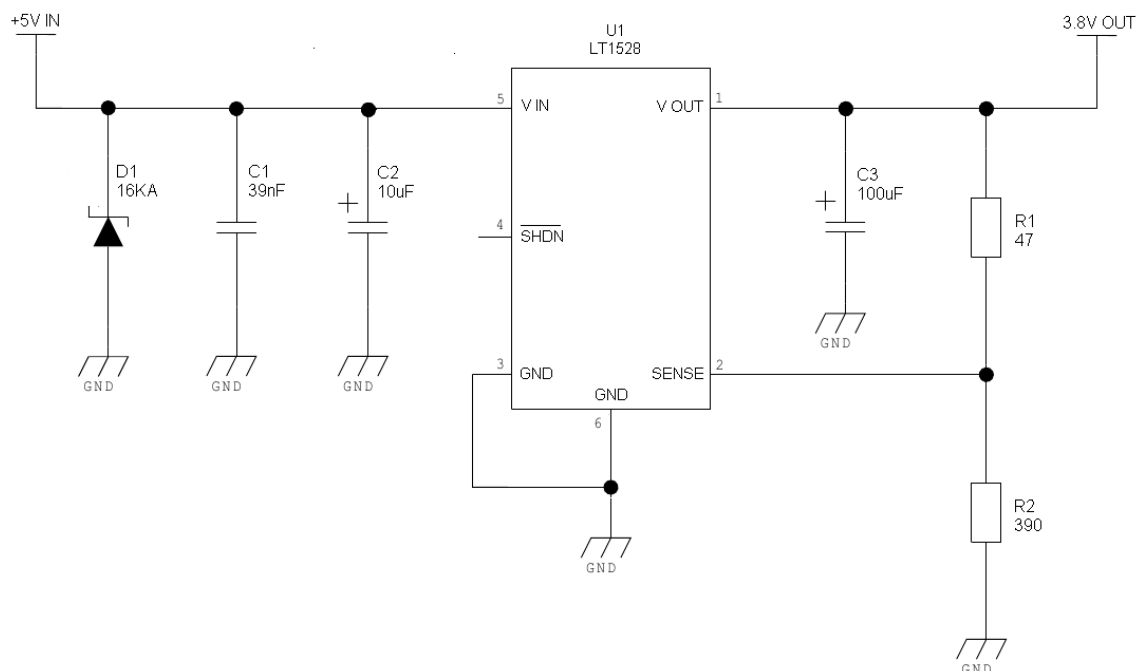 +5V IN
U1
LT1528
3.8V OUT
5
V IN
V OUT
1
D1
16KA
C1
39nF
C2
10uF
C3
100uF
4
SHDN
R1
47
GND
GND
GND
GND
3
GND
SENSE
2
GND
6
R2
390
GND
GND